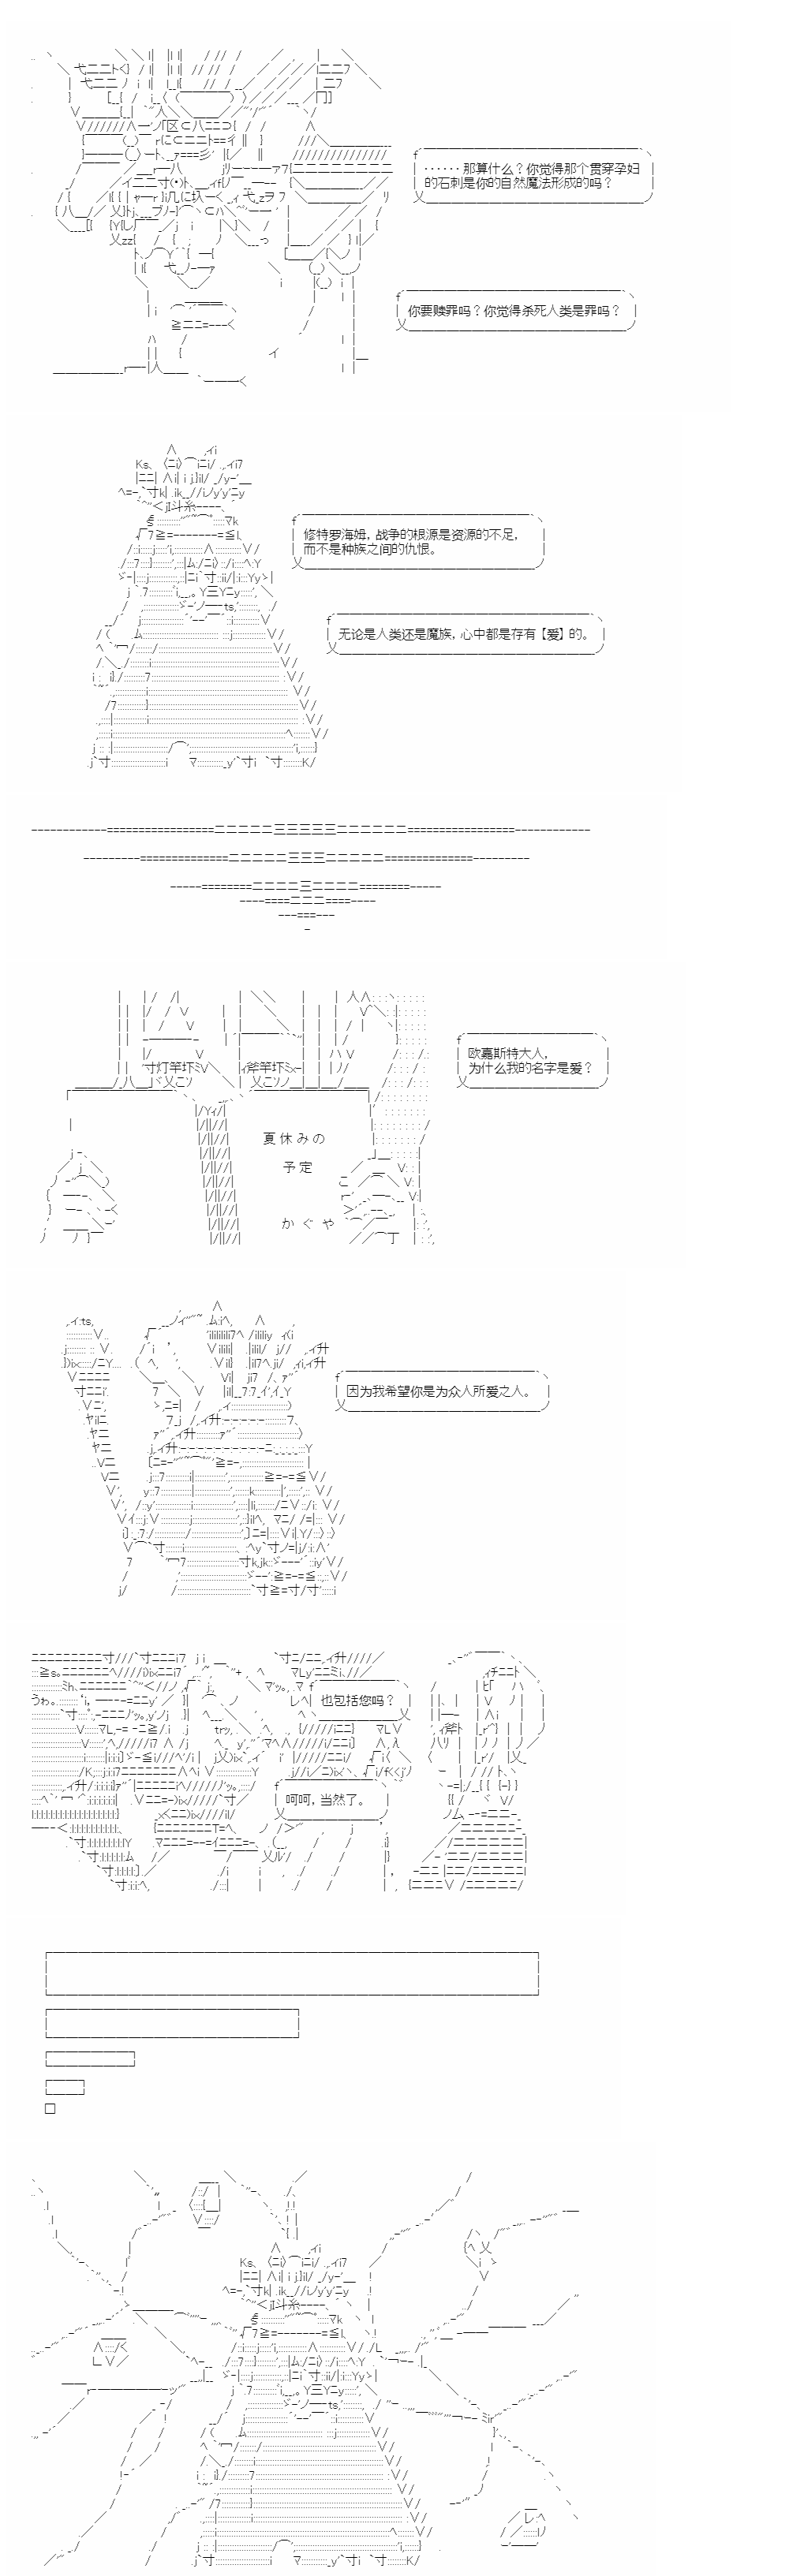 ······那算什么？你觉得那个贯穿孕妇
的石刺是你的自然魔法形成的吗？
你要赎罪吗？你觉得杀死人类是罪吗？
修特罗海姆，战争的根源是资源的不足，
而不是种族之间的仇恨。
无论是人类还是魔族，心中都是存有【爱】的。
欧嘉斯特大人，
为什么我的名字是爱？
夏休みの
予定
かぐや
因为我希望你是为众人所爱之人。
也包括您吗？
呵呵，当然了。